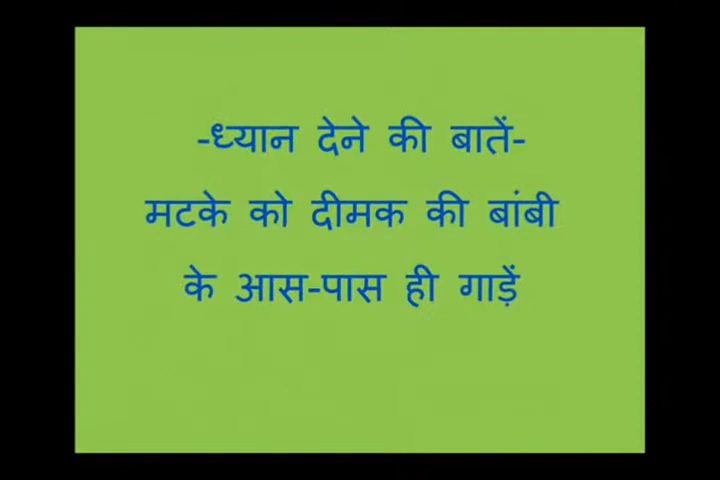 -ध्यान देने की बातें-
मटके को दीमक की बांबी
के आस-पास ही गाड़ें